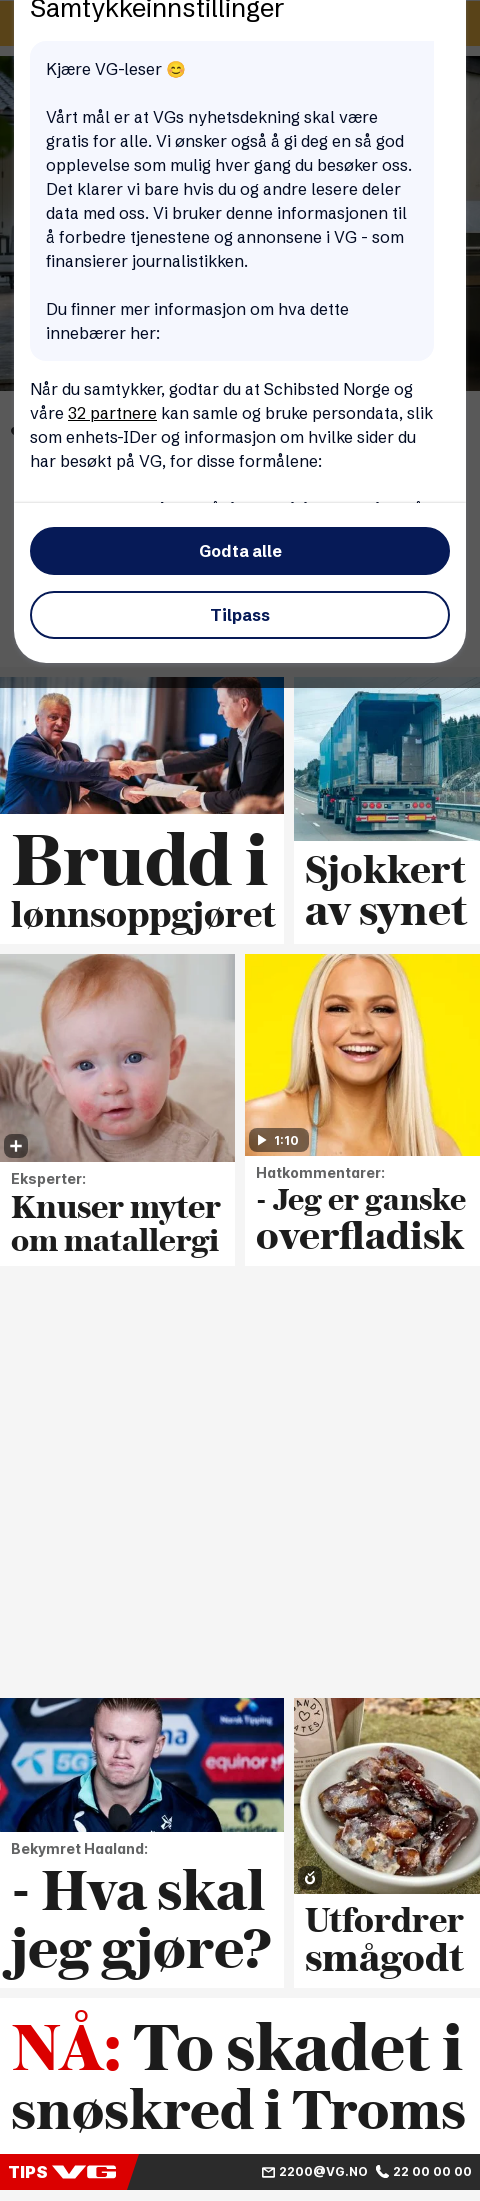 Samtykkeinnstillinger
Kjære VG-leser 😊
Vårt mål er at VGs nyhetsdekning skal være
gratis for alle. Vi ønsker også å gi deg en så god
opplevelse som mulig hver gang du besøker oss.
Det klarer vi bare hvis du og andre lesere deler
data med oss. Vi bruker denne informasjonen til
å forbedre tjenestene og annonsene i VG - som
finansierer journalistikken.
Du finner mer informasjon om hva dette
innebærer her:
Når du samtykker, godtar du at Schibsted Norge og
våre 32 partnere kan samle og bruke persondata, slik
som enhets-IDer og informasjon om hvilke sider du
har besøkt på VG, for disse formålene:
Godta alle
Tilpass
Brudd i
lønnsoppgjøret
Sjokkert
av synet
1:10
Eksperter:
Knuser myter
om matallergi
Hatkommentarer:
- Jeg er ganske
overfladisk
Norsk Tipping
5G
equinor
Bekymret Haaland:
- Hva skal
jeg gjøre?
Utfordrer
smågodt
NÅ: To skadet i
snøskred i Troms
TIPS VG
2200@VG.NO
22 00 00 00